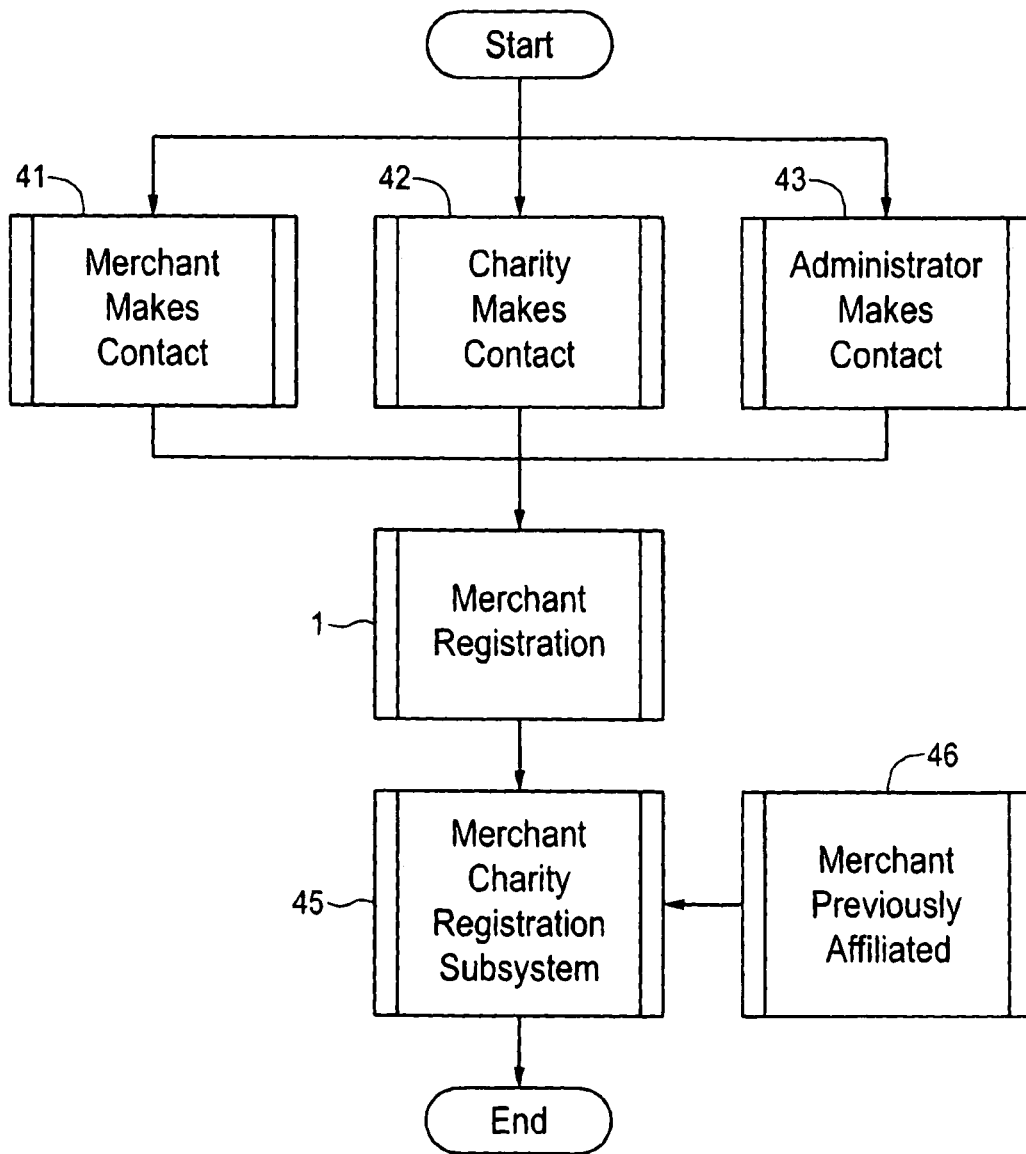 Start
41
Merchant
Makes
Contact
42
Charity
Makes
Contact
43
Administrator
Makes
Contact
1
Merchant
Registration
45
Merchant
Charity
Registration
Subsystem
46
Merchant
Previously
Affiliated
End